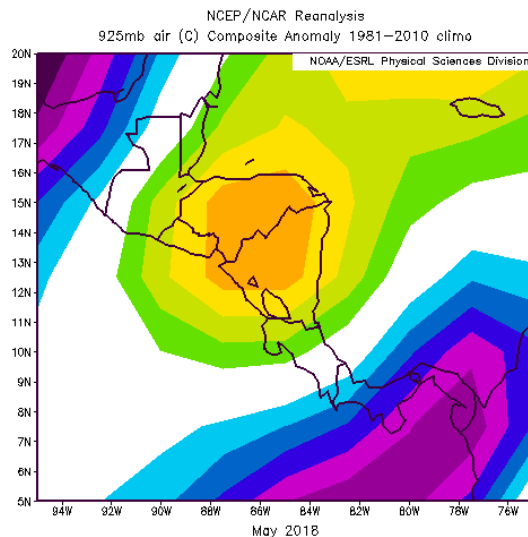 NCEP/NCAR Reanalysis
925mb air (C) Composite Anomaly 1981-2010 climo
NOAA/ESRL Physical Sciences Division
20N
19N
18N
17N
16N
15N
14N
13N
12N
11N
10N
9N
8N
7N
6N
5N
94W 92W 90W 88W 86W 84W 82W 80W 78W 76W
May 2018